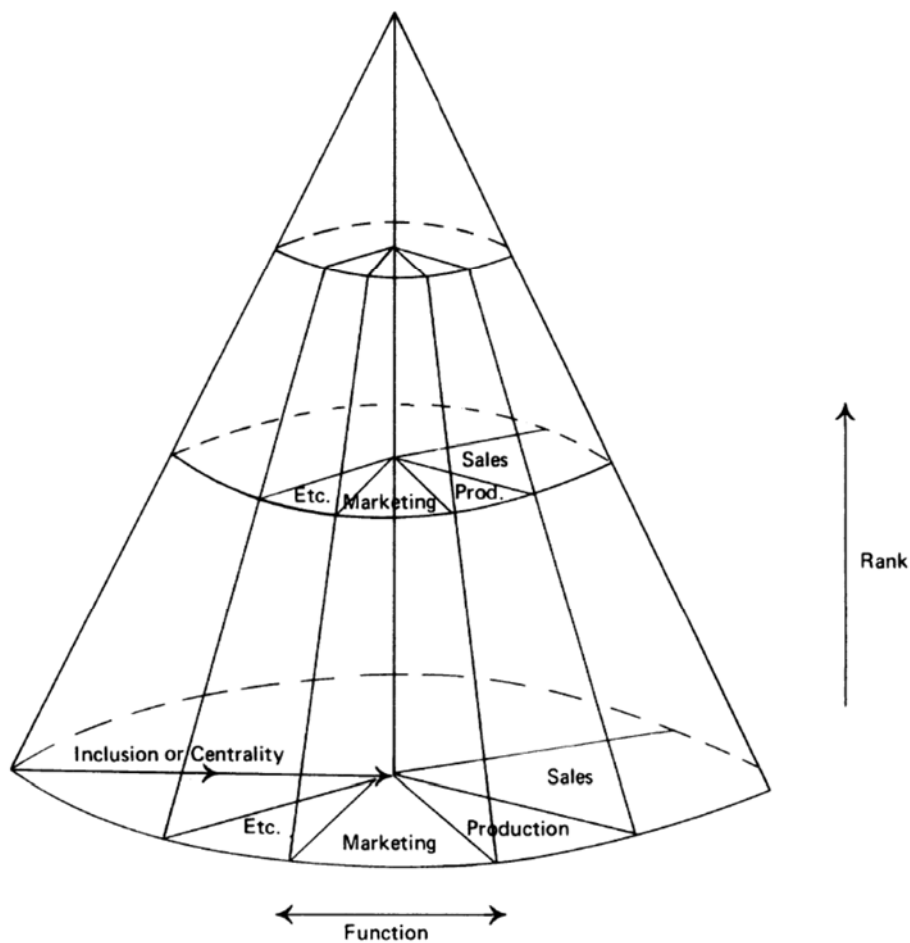 Sales
Etc.
Marketing
Prod.
Rank
Inclusion or Centrality
Sales
Etc.
Marketing
Production
Function